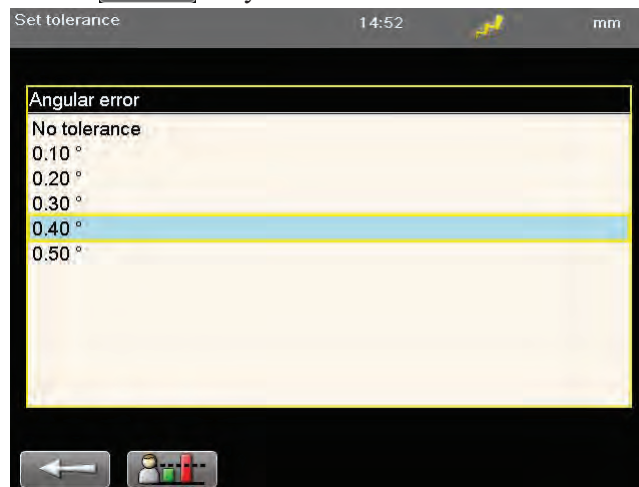 Set tolerance 14:52 mm
Angular error
No tolerance
0.10 °
0.20 °
0.30 °
0.40 °
0.50 °